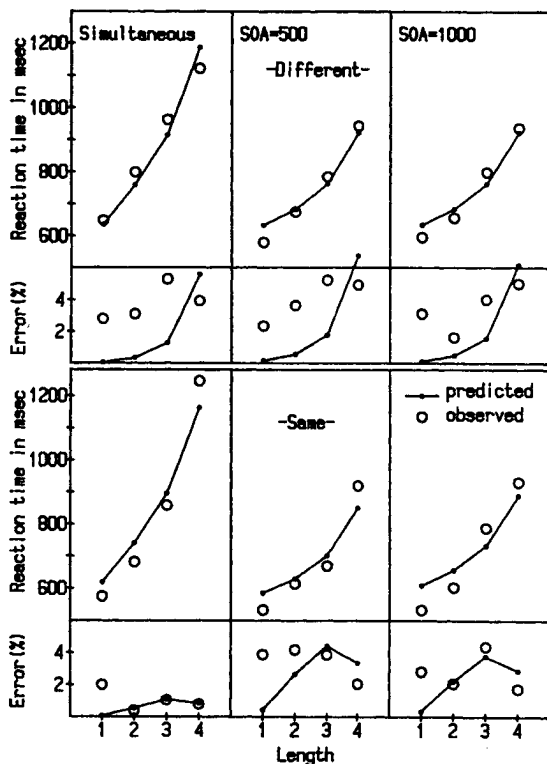 Simultaneous
SOA=500
SOA=1000
-Different-
Reaction time in msec
1200
1000
800
600
Error(%)
4
2
-Same-
predicted
observed
Reaction time in msec
1200
1000
800
600
Error(%)
4
2
1 2 3 4
1 2 3 4
1 2 3 4
Length